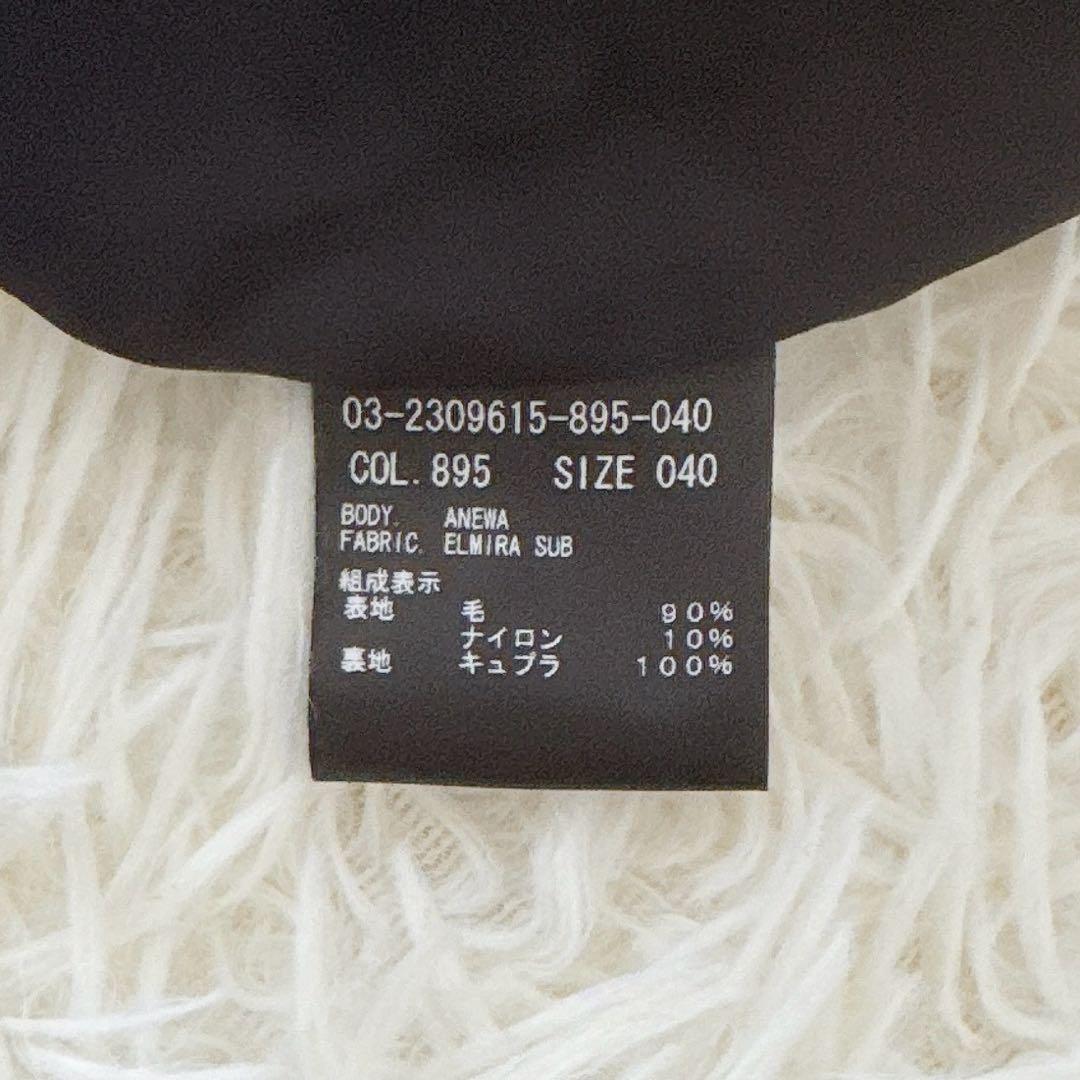 03-2309615-895-040
COL. 895 SIZE 040
BODY. ANEWA
FABRIC. ELMIRA SUB
組成表示
表地 毛 90%
ナイロン 10%
裏地 キュプラ 100%